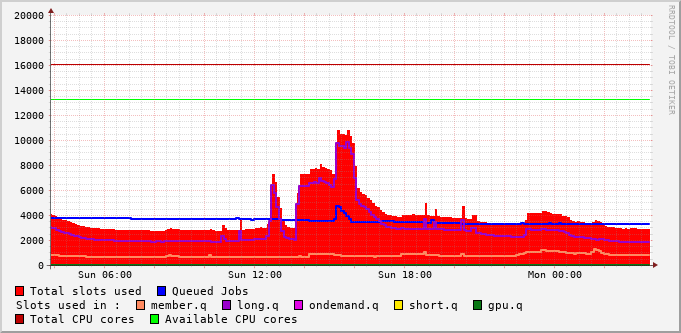 20000
18000
16000
14000
12000
10000
8000
6000
4000
2000
0
Sun 06:00 Sun 12:00 Sun 18:00 Mon 00:00
Total slots used Queued Jobs
Slots used in : member.q long.q ondemand.q short.q gpu.q
Total CPU cores Available CPU cores
RRDTOOL / TOBI OETIKER